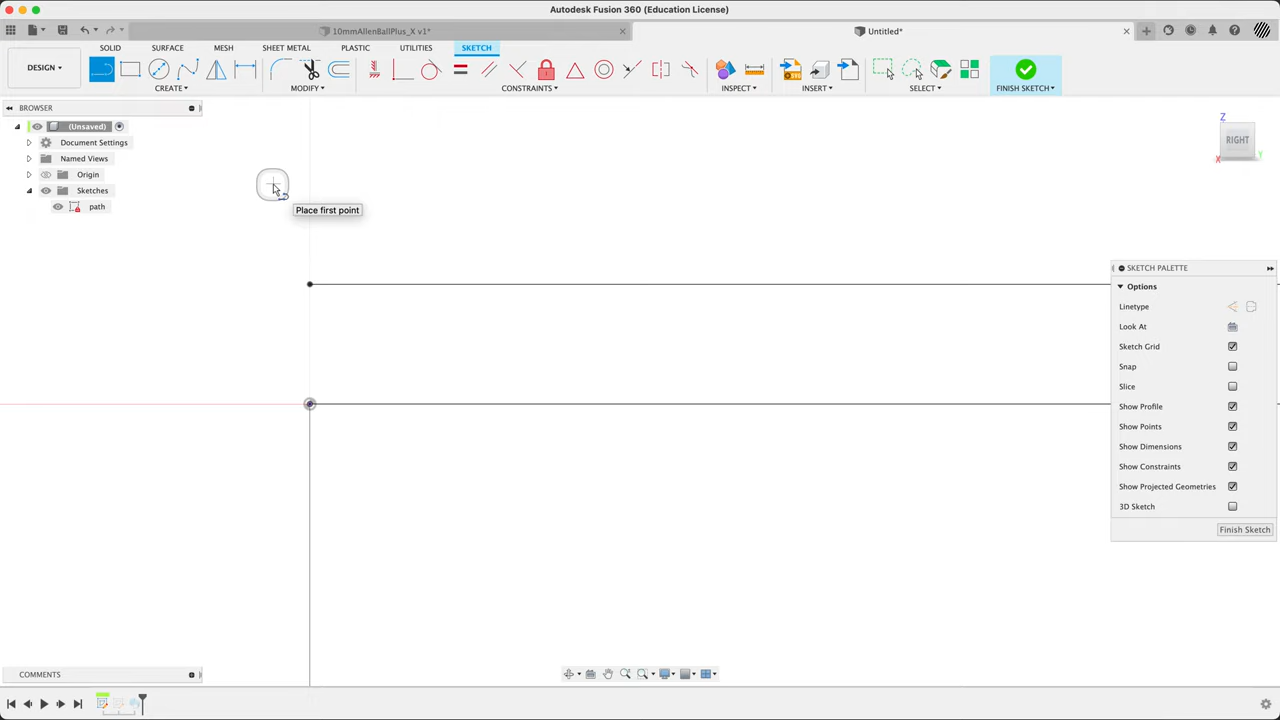 Autodesk Fusion 360 (Education License)
10mmAllenBallPlus_X v1*
Untitled*
DESIGN
SOLID SURFACE MESH SHEET METAL PLASTIC UTILITIES SKETCH
CREATE MODIFY CONSTRAINTS INSPECT INSERT SELECT FINISH SKETCH
BROWSER
(Unsaved)
Document Settings
Named Views
Origin
Sketches
path
Place first point
Z
RIGHT
X
Y
SKETCH PALETTE
Options
Linetype
Look At
Sketch Grid
Snap
Slice
Show Profile
Show Points
Show Dimensions
Show Constraints
Show Projected Geometries
3D Sketch
Finish Sketch
COMMENTS